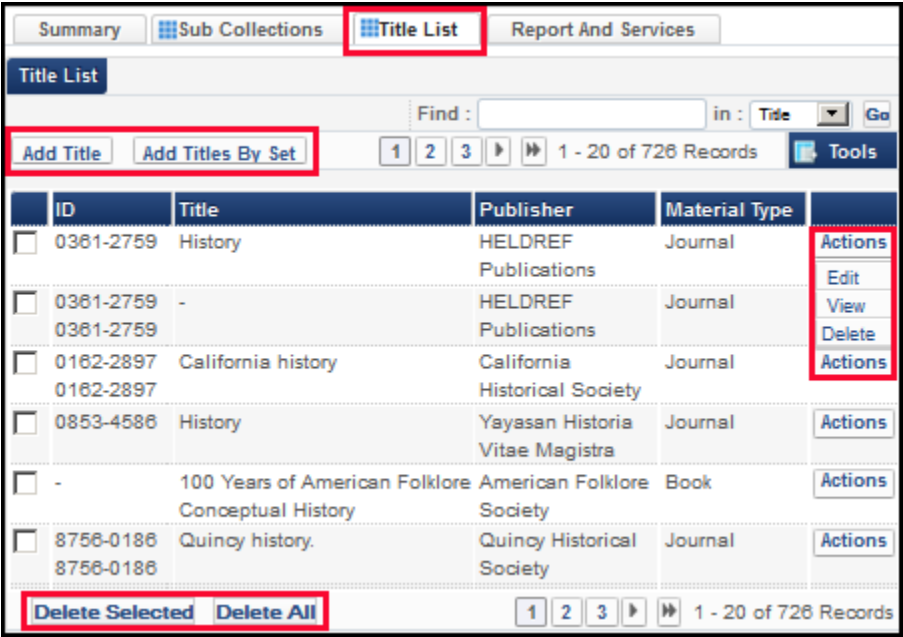 Summary Sub Collections Title List Report And Services
Title List
Find : in : Title Go
Add Title Add Titles By Set 1 2 3 1 - 20 of 726 Records Tools
ID Title Publisher Material Type
0361-2759 History HELDREF Journal Actions
Publications Edit
0361-2759 - HELDREF Journal View
0361-2759 Publications Delete
0162-2897 California history California Journal Actions
0162-2897 Historical Society
0853-4586 History Yayasan Historia Journal Actions
Vitae Magistra
- 100 Years of American Folklore American Folklore Book Actions
Conceptual History Society
8756-0186 Quincy history. Quincy Historical Journal Actions
8756-0186 Society
Delete Selected Delete All 1 2 3 1 - 20 of 726 Records